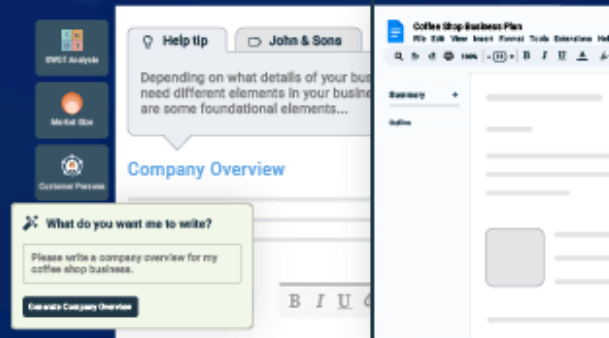 SWOT Analysis
Market Size
Customer Persona
Help tip
John & Sons
Depending on what details of your bus
need different elements in your busine
are some foundational elements...
Company Overview
What do you want me to write?
Please write a company overview for my
coffee shop business.
Generate Company Overview
B I U
Coffee Shop Business Plan
File Edit View Insert Format Tools Extensions Hel
100%
B I U A
Summary +
Outline